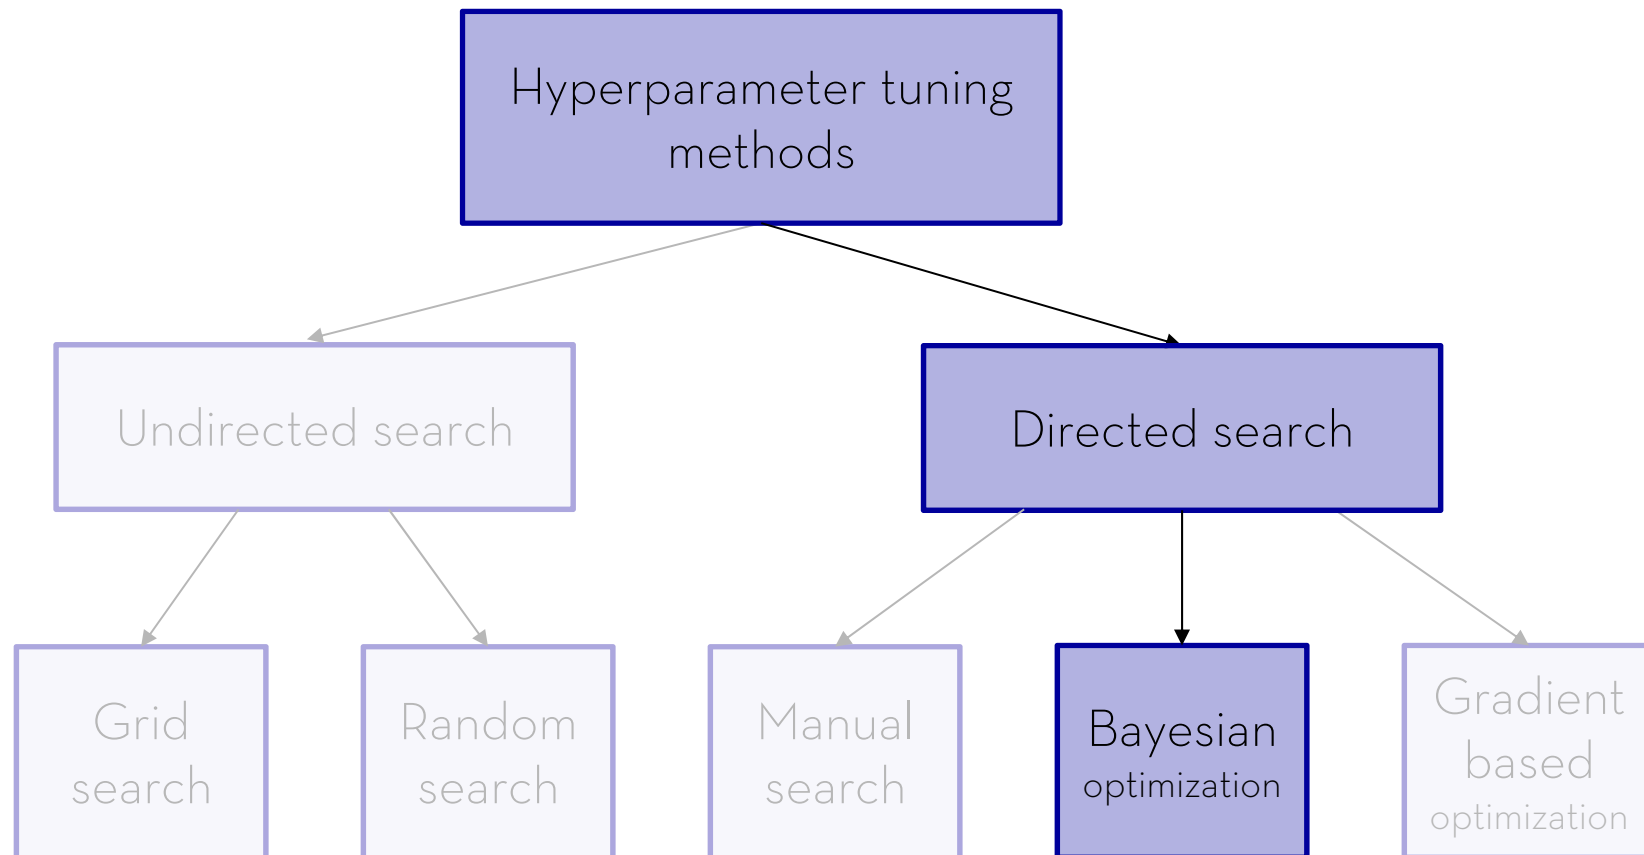 Hyperparameter tuning
methods
Undirected search
Directed search
Grid
search
Random
search
Manual
search
Bayesian
optimization
Gradient
based
optimization